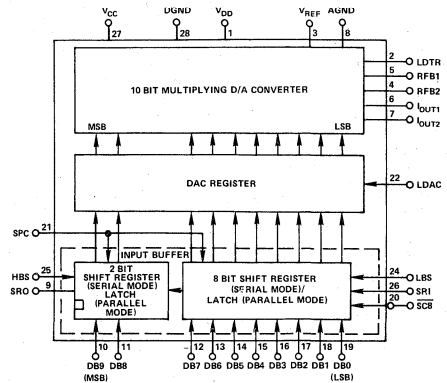 VCC DGND VDD VREF AGND
27 28 1 3 8
2 LDTR
5 RFB1
4 RFB2
6 IOUT1
7 IOUT2
10 BIT MULTIPLYING D/A CONVERTER
MSB LSB
DAC REGISTER
22 LDAC
SPC 21
INPUT BUFFER
HBS 25
SRO 9
2 BIT
SHIFT REGISTER
(SERIAL MODE)
LATCH
(PARALLEL
MODE)
8 BIT SHIFT REGISTER
(SERIAL MODE)/
LATCH (PARALLEL MODE)
24 LBS
26 SRI
20 SC8
10 11 12 13 14 15 16 17 18 19
DB9 DB8 DB7 DB6 DB5 DB4 DB3 DB2 DB1 DB0
(MSB) (LSB)